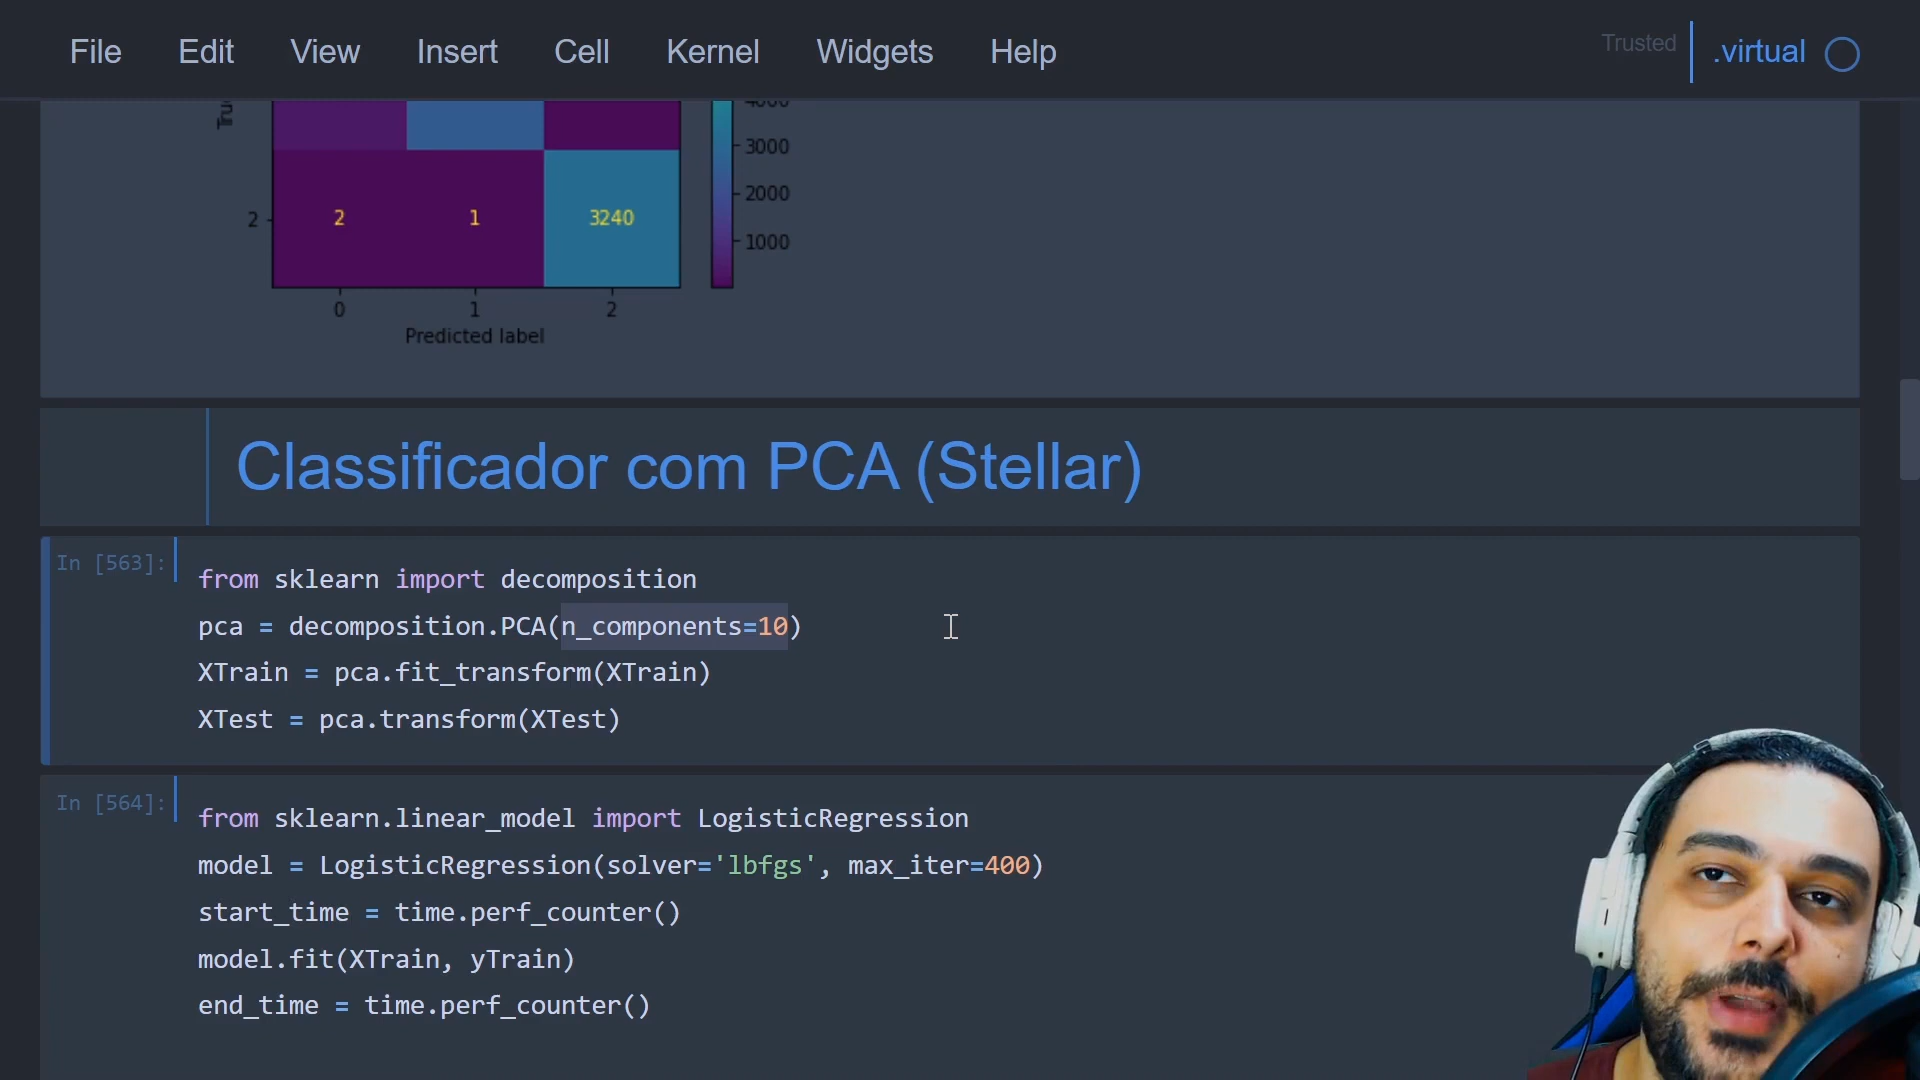 File Edit View Insert Cell Kernel Widgets Help
Trusted .virtual
4000
3000
2000
1000
2 2 1 3240
0 1 2
Predicted label
Classificador com PCA (Stellar)
In [563]:
from sklearn import decomposition
pca = decomposition.PCA(n_components=10)
XTrain = pca.fit_transform(XTrain)
XTest = pca.transform(XTest)
In [564]:
from sklearn.linear_model import LogisticRegression
model = LogisticRegression(solver='lbfgs', max_iter=400)
start_time = time.perf_counter()
model.fit(XTrain, yTrain)
end_time = time.perf_counter()